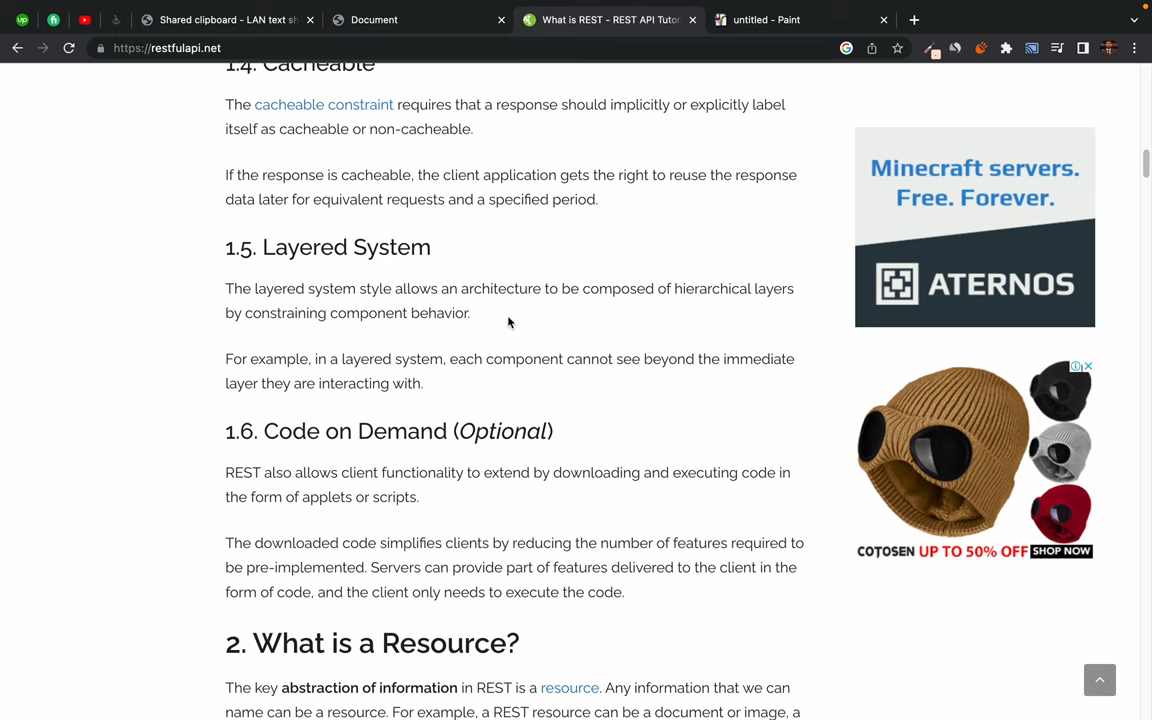 Shared clipboard - LAN text sh
Document
What is REST - REST API Tutor
untitled - Paint
https://restfulapi.net
1.4. Cacheable
The cacheable constraint requires that a response should implicitly or explicitly label
itself as cacheable or non-cacheable.
If the response is cacheable, the client application gets the right to reuse the response
data later for equivalent requests and a specified period.
1.5. Layered System
The layered system style allows an architecture to be composed of hierarchical layers
by constraining component behavior.
For example, in a layered system, each component cannot see beyond the immediate
layer they are interacting with.
1.6. Code on Demand (Optional)
REST also allows client functionality to extend by downloading and executing code in
the form of applets or scripts.
The downloaded code simplifies clients by reducing the number of features required to
be pre-implemented. Servers can provide part of features delivered to the client in the
form of code, and the client only needs to execute the code.
2. What is a Resource?
The key abstraction of information in REST is a resource. Any information that we can
name can be a resource. For example, a REST resource can be a document or image, a
Minecraft servers.
Free. Forever.
ATERNOS
COTOSEN UP TO 50% OFF SHOP NOW